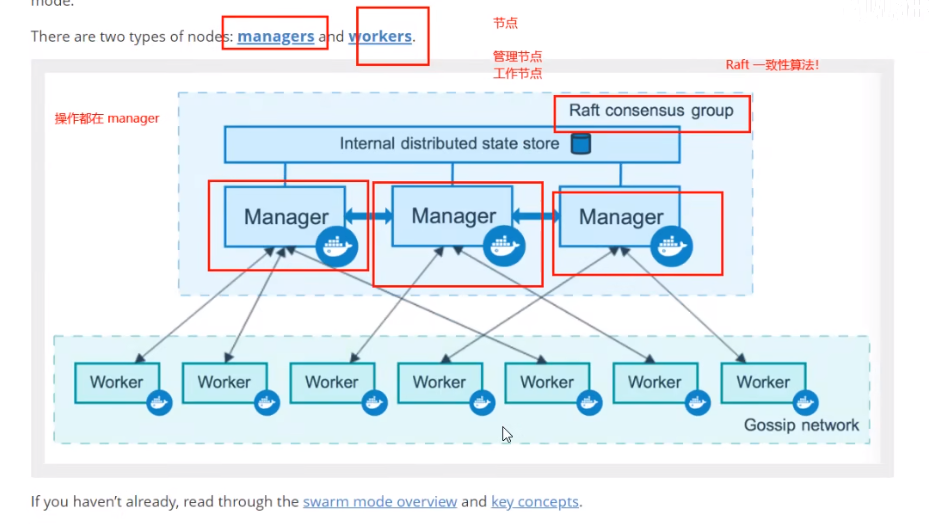 mode.
There are two types of nodes: managers and workers.
节点
管理节点
工作节点
Raft 一致性算法!
操作都在 manager
Raft consensus group
Internal distributed state store
Manager
Manager
Manager
Worker
Worker
Worker
Worker
Worker
Worker
Worker
Gossip network
If you haven't already, read through the swarm mode overview and key concepts.